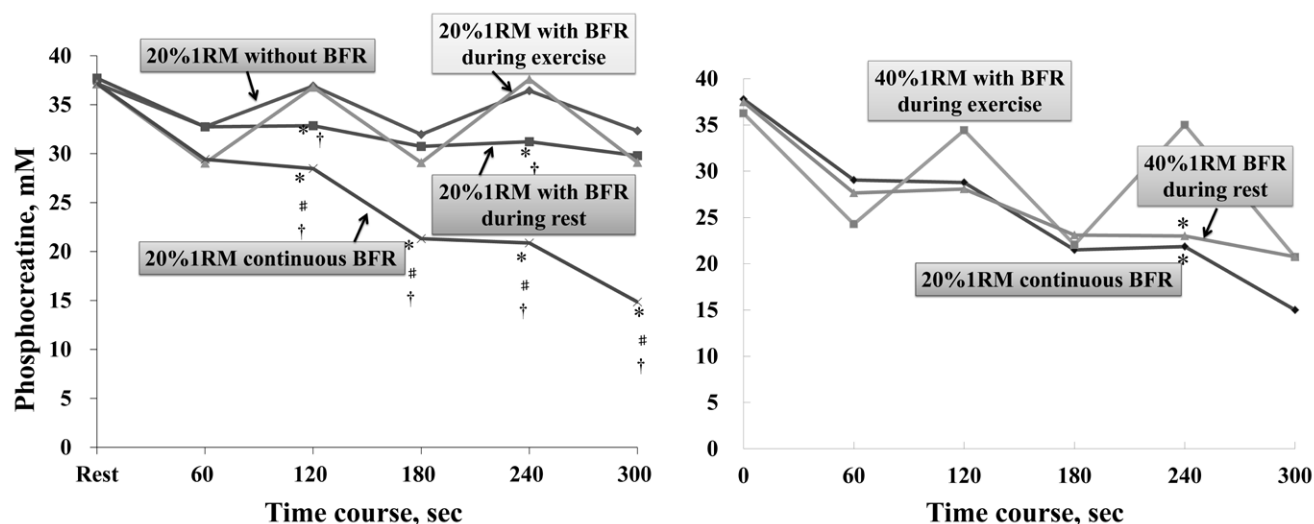 Phosphocreatine, mM
40
35
30
25
20
15
10
5
0
20%1RM without BFR
20%1RM with BFR
during exercise
* †
* †
20%1RM with BFR
during rest
20%1RM continuous BFR
*
#
†
*
#
†
*
#
†
*
#
†
Rest 60 120 180 240 300
Time course, sec
40
35
30
25
20
15
10
5
0
40%1RM with BFR
during exercise
40%1RM BFR
during rest
*
*
20%1RM continuous BFR
0 60 120 180 240 300
Time course, sec